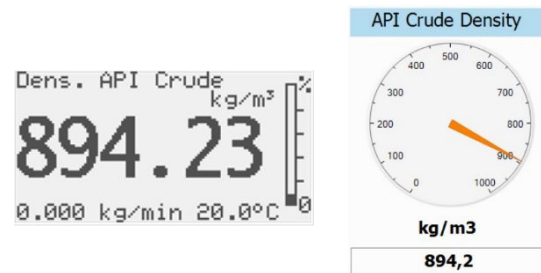 Dens. API Crude
kg/m³
%
894.23
0.000 kg/min 20.0°C
0
API Crude Density
500
400 600
300 700
200 800
100 900
0 1000
kg/m3
894,2